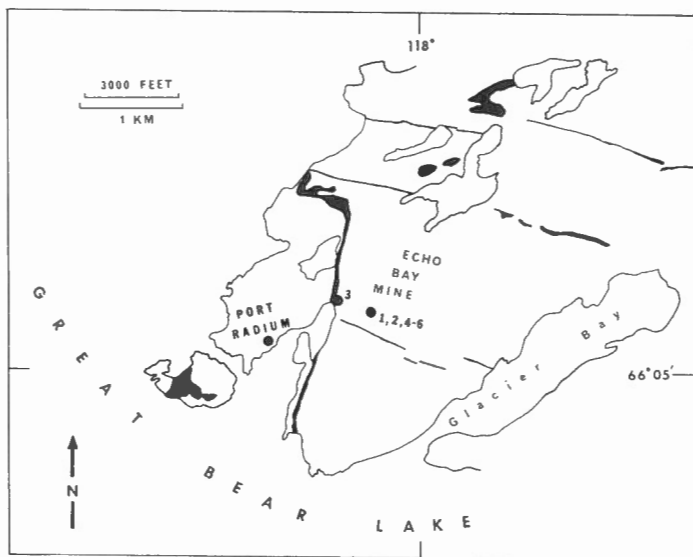 118°
3000 FEET
1 KM
ECHO
BAY
MINE
3
1,2,4-6
PORT
RADIUM
Glacier Bay
66°05'
GREAT BEAR LAKE
N